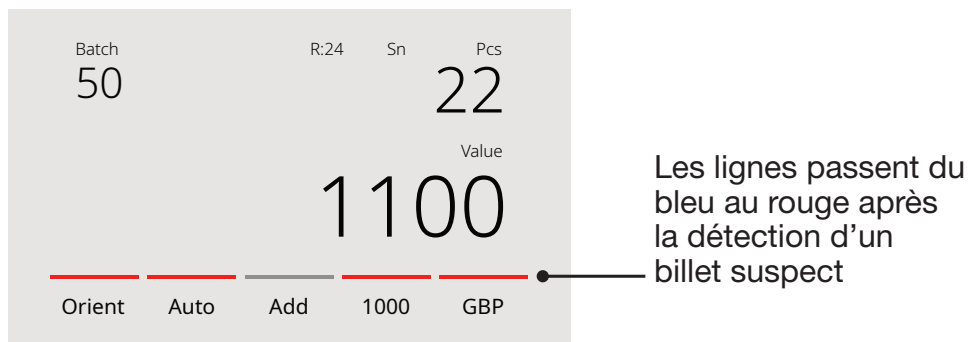 Batch R:24 Sn Pcs
50 22
Value
1100
Orient Auto Add 1000 GBP
Les lignes passent du
bleu au rouge après
la détection d’un
billet suspect